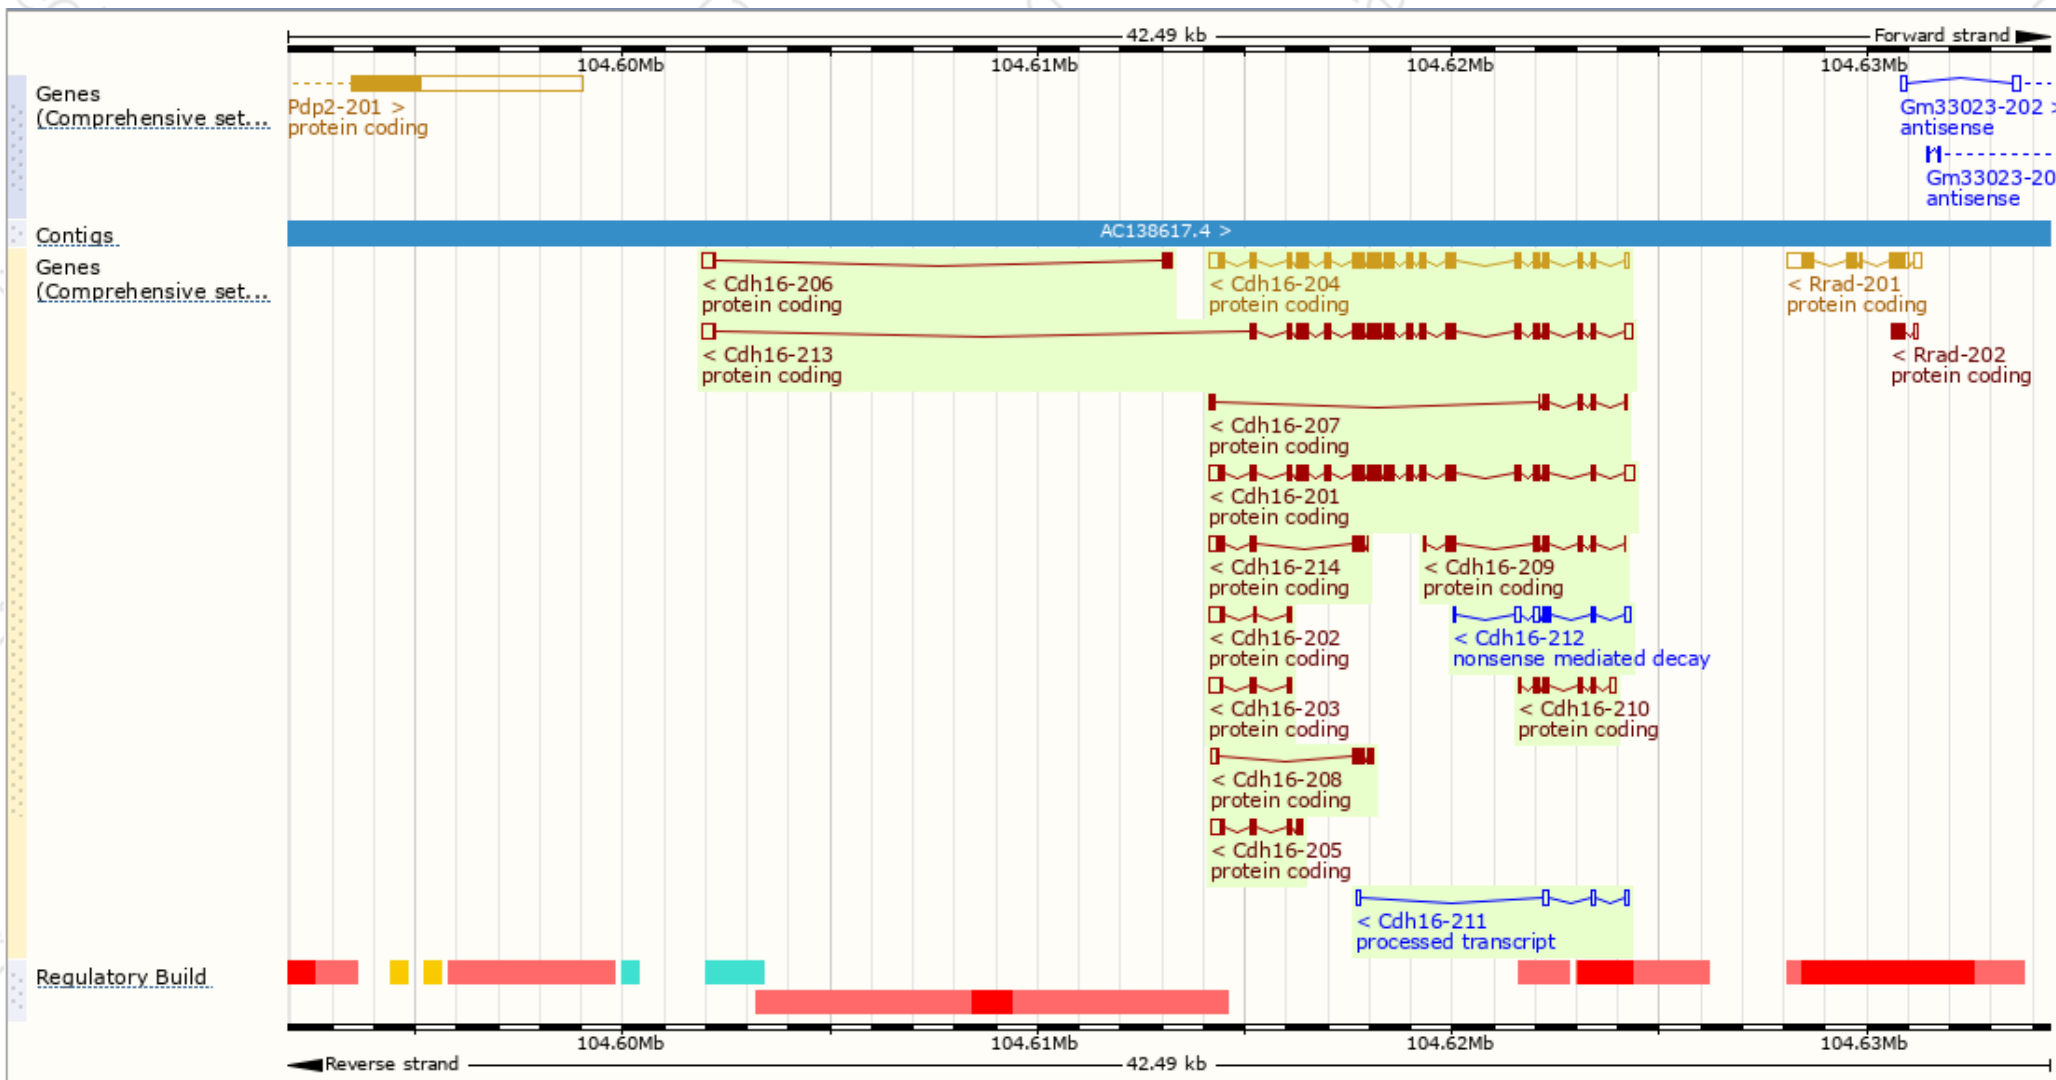 42.49 kb
Forward strand
104.60Mb 104.61Mb 104.62Mb 104.63Mb
Genes
(Comprehensive set...
Pdp2-201 >
protein coding
Gm33023-202 >
antisense
Gm33023-20
antisense
Contigs
AC138617.4 >
Genes
(Comprehensive set...
< Cdh16-206
protein coding
< Cdh16-204
protein coding
< Rrad-201
protein coding
< Cdh16-213
protein coding
< Rrad-202
protein coding
< Cdh16-207
protein coding
< Cdh16-201
protein coding
< Cdh16-214
protein coding
< Cdh16-209
protein coding
< Cdh16-202
protein coding
< Cdh16-212
nonsense mediated decay
< Cdh16-203
protein coding
< Cdh16-210
protein coding
< Cdh16-208
protein coding
< Cdh16-205
protein coding
< Cdh16-211
processed transcript
Regulatory Build
104.60Mb 104.61Mb 104.62Mb 104.63Mb
Reverse strand
42.49 kb